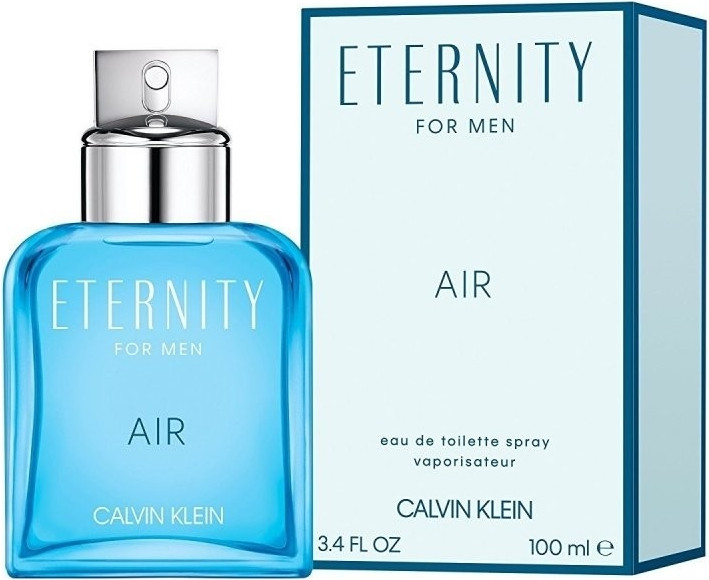 ETERNITY
FOR MEN
AIR
CALVIN KLEIN
ETERNITY
FOR MEN
AIR
eau de toilette spray
vaporisateur
CALVIN KLEIN
3.4 FL OZ 100 ml ℮